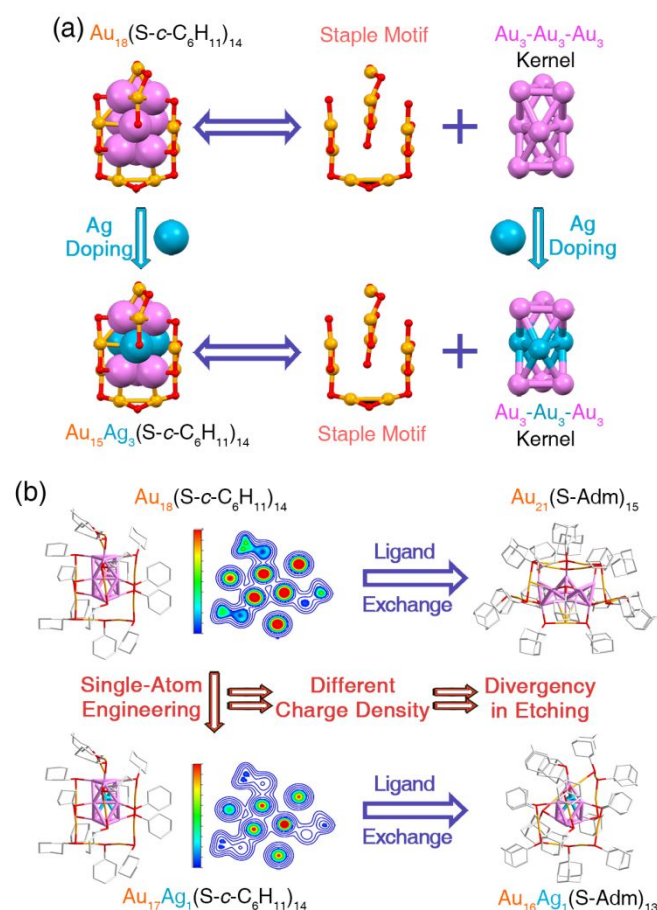 (a)
Au₁₈(S-c-C₆H₁₁)₁₄
Staple Motif
Au₃-Au₃-Au₃
Kernel
Ag
Doping
Ag
Doping
Au₁₅Ag₃(S-c-C₆H₁₁)₁₄
Staple Motif
Au₃-Au₃-Au₃
Kernel
(b)
Au₁₈(S-c-C₆H₁₁)₁₄
Au₂₁(S-Adm)₁₅
Ligand
Exchange
Single-Atom
Engineering
Different
Charge Density
Divergency
in Etching
Ligand
Exchange
Au₁₇Ag₁(S-c-C₆H₁₁)₁₄
Au₁₆Ag₁(S-Adm)₁₃